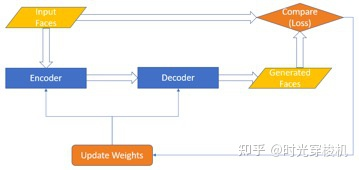 Input
Faces
Compare
(Loss)
Encoder
Decoder
Generated
Faces
Update Weights
知乎 @时光穿梭机